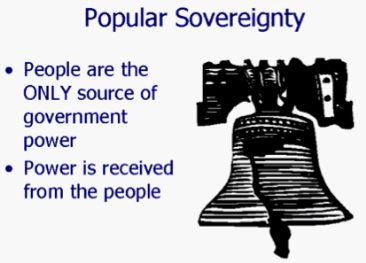 Popular Sovereignty
• People are the
ONLY source of
government
power
• Power is received
from the people